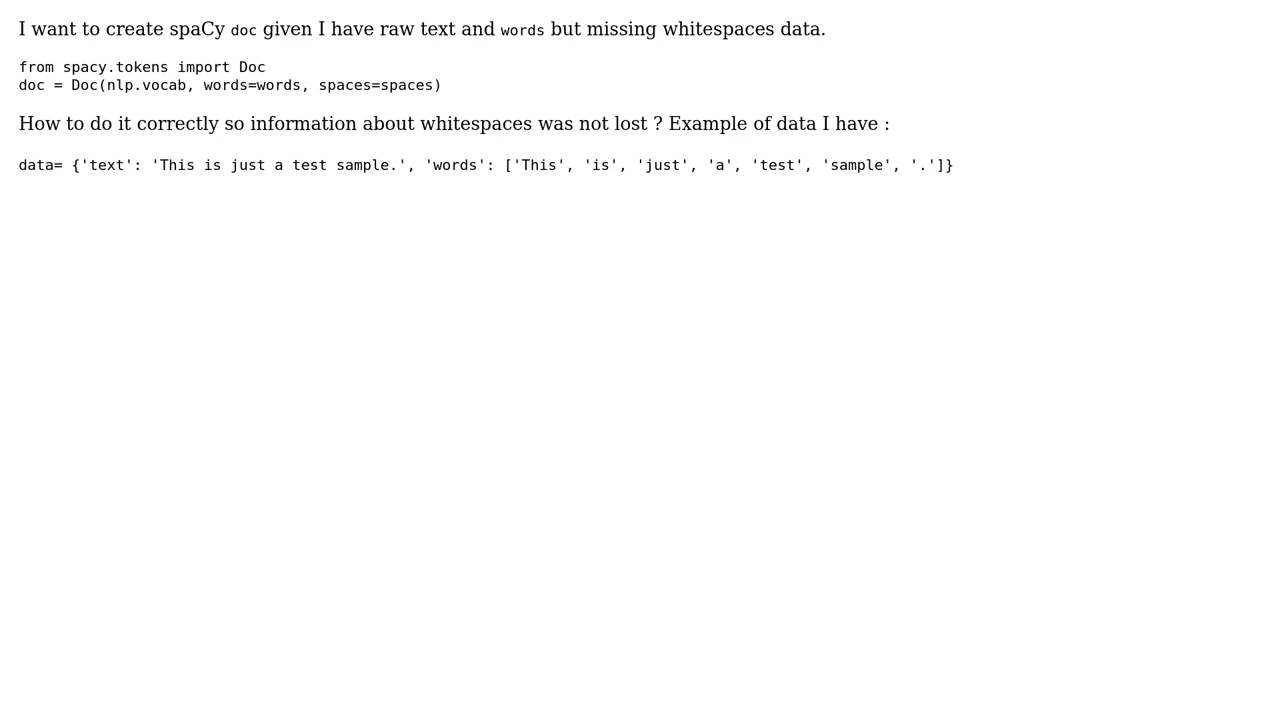 I want to create spaCy doc given I have raw text and words but missing whitespaces data.
from spacy.tokens import Doc
doc = Doc(nlp.vocab, words=words, spaces=spaces)
How to do it correctly so information about whitespaces was not lost ? Example of data I have :
data= {'text': 'This is just a test sample.', 'words': ['This', 'is', 'just', 'a', 'test', 'sample', '.']}